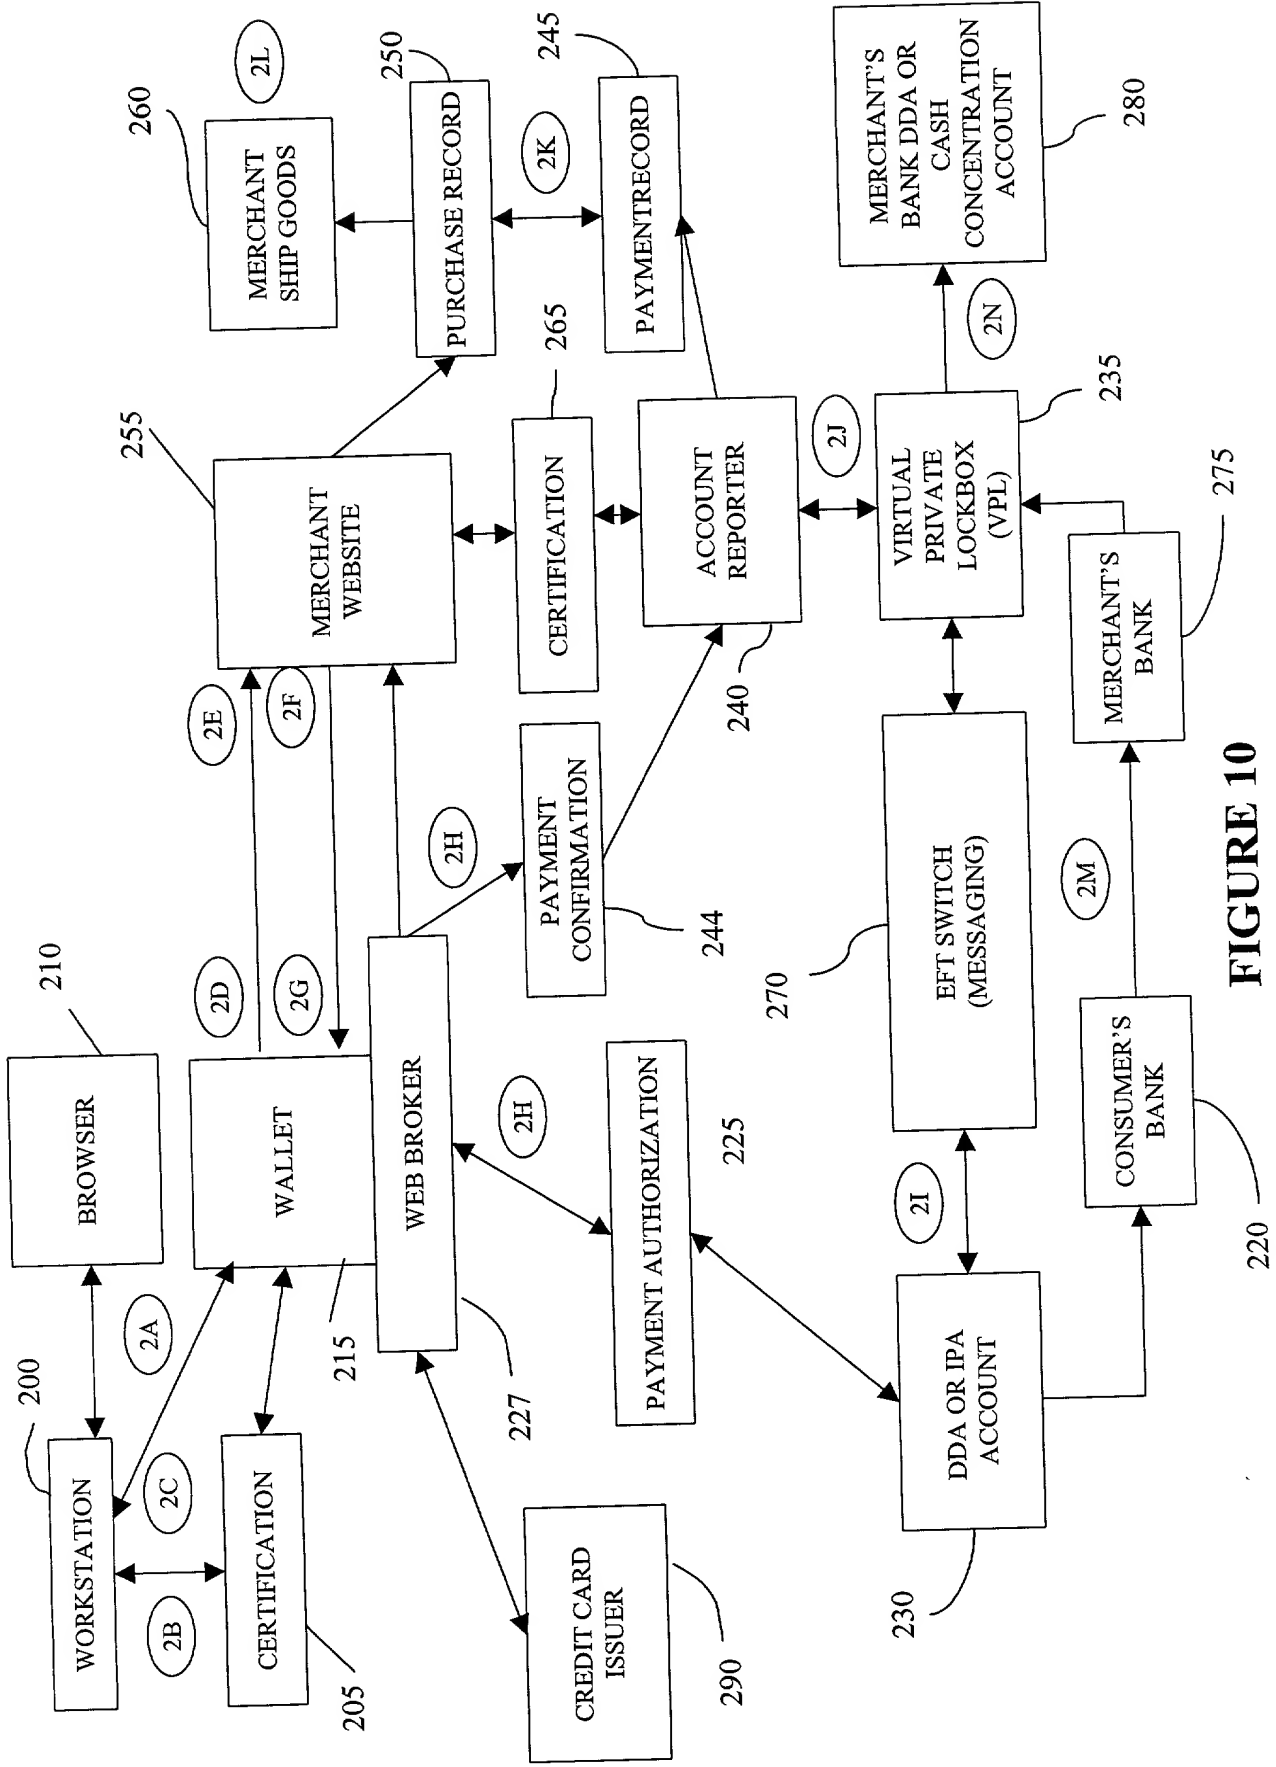 200
WORKSTATION
2A
BROWSER
210
2B
2C
205
CERTIFICATION
215
WALLET
2D
2G
2E
2F
255
MERCHANT
WEBSITE
260
MERCHANT
SHIP GOODS
2L
227
WEB BROKER
2H
250
PURCHASE RECORD
290
CREDIT CARD
ISSUER
2H
PAYMENT
CONFIRMATION
244
CERTIFICATION
265
2K
225
PAYMENT AUTHORIZATION
240
ACCOUNT
REPORTER
245
PAYMENTRECORD
2J
230
DDA OR IPA
ACCOUNT
2I
270
EFT SWITCH
(MESSAGING)
VIRTUAL
PRIVATE
LOCKBOX
(VPL)
235
2N
MERCHANT'S
BANK DDA OR
CASH
CONCENTRATION
ACCOUNT
280
220
CONSUMER'S
BANK
2M
MERCHANT'S
BANK
275
FIGURE 10